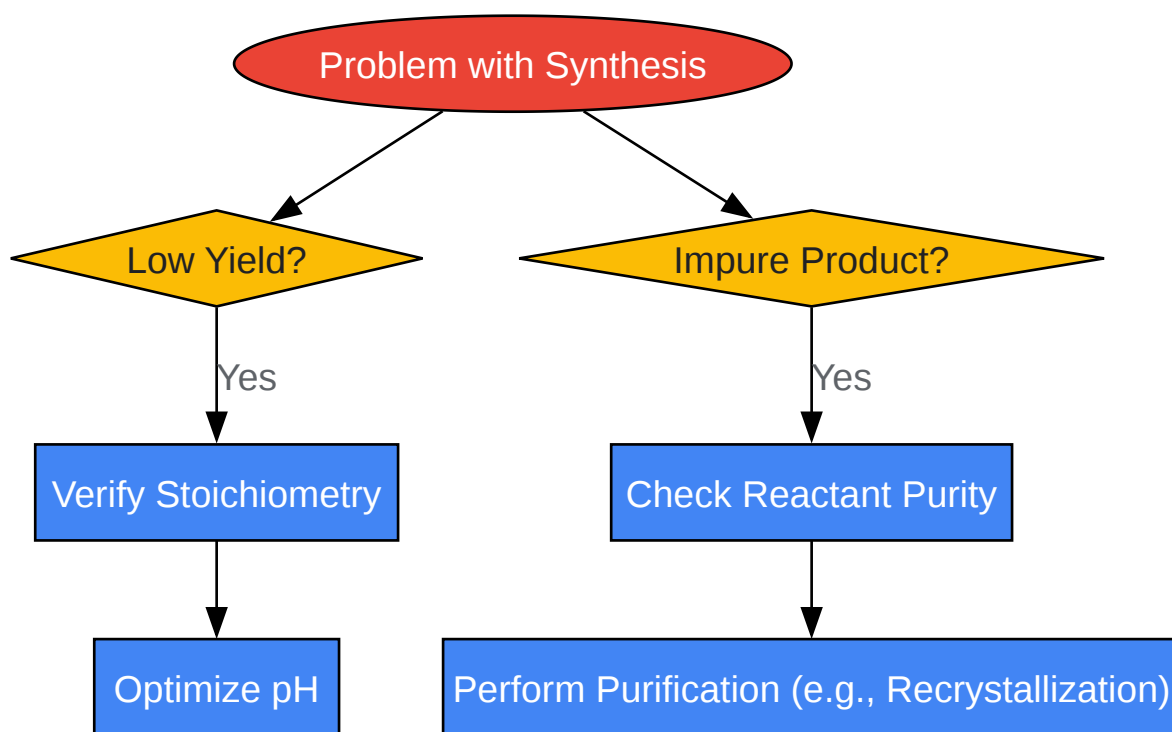 Problem with Synthesis
Low Yield?
Impure Product?
Yes
Yes
Verify Stoichiometry
Check Reactant Purity
Optimize pH
Perform Purification (e.g., Recrystallization)